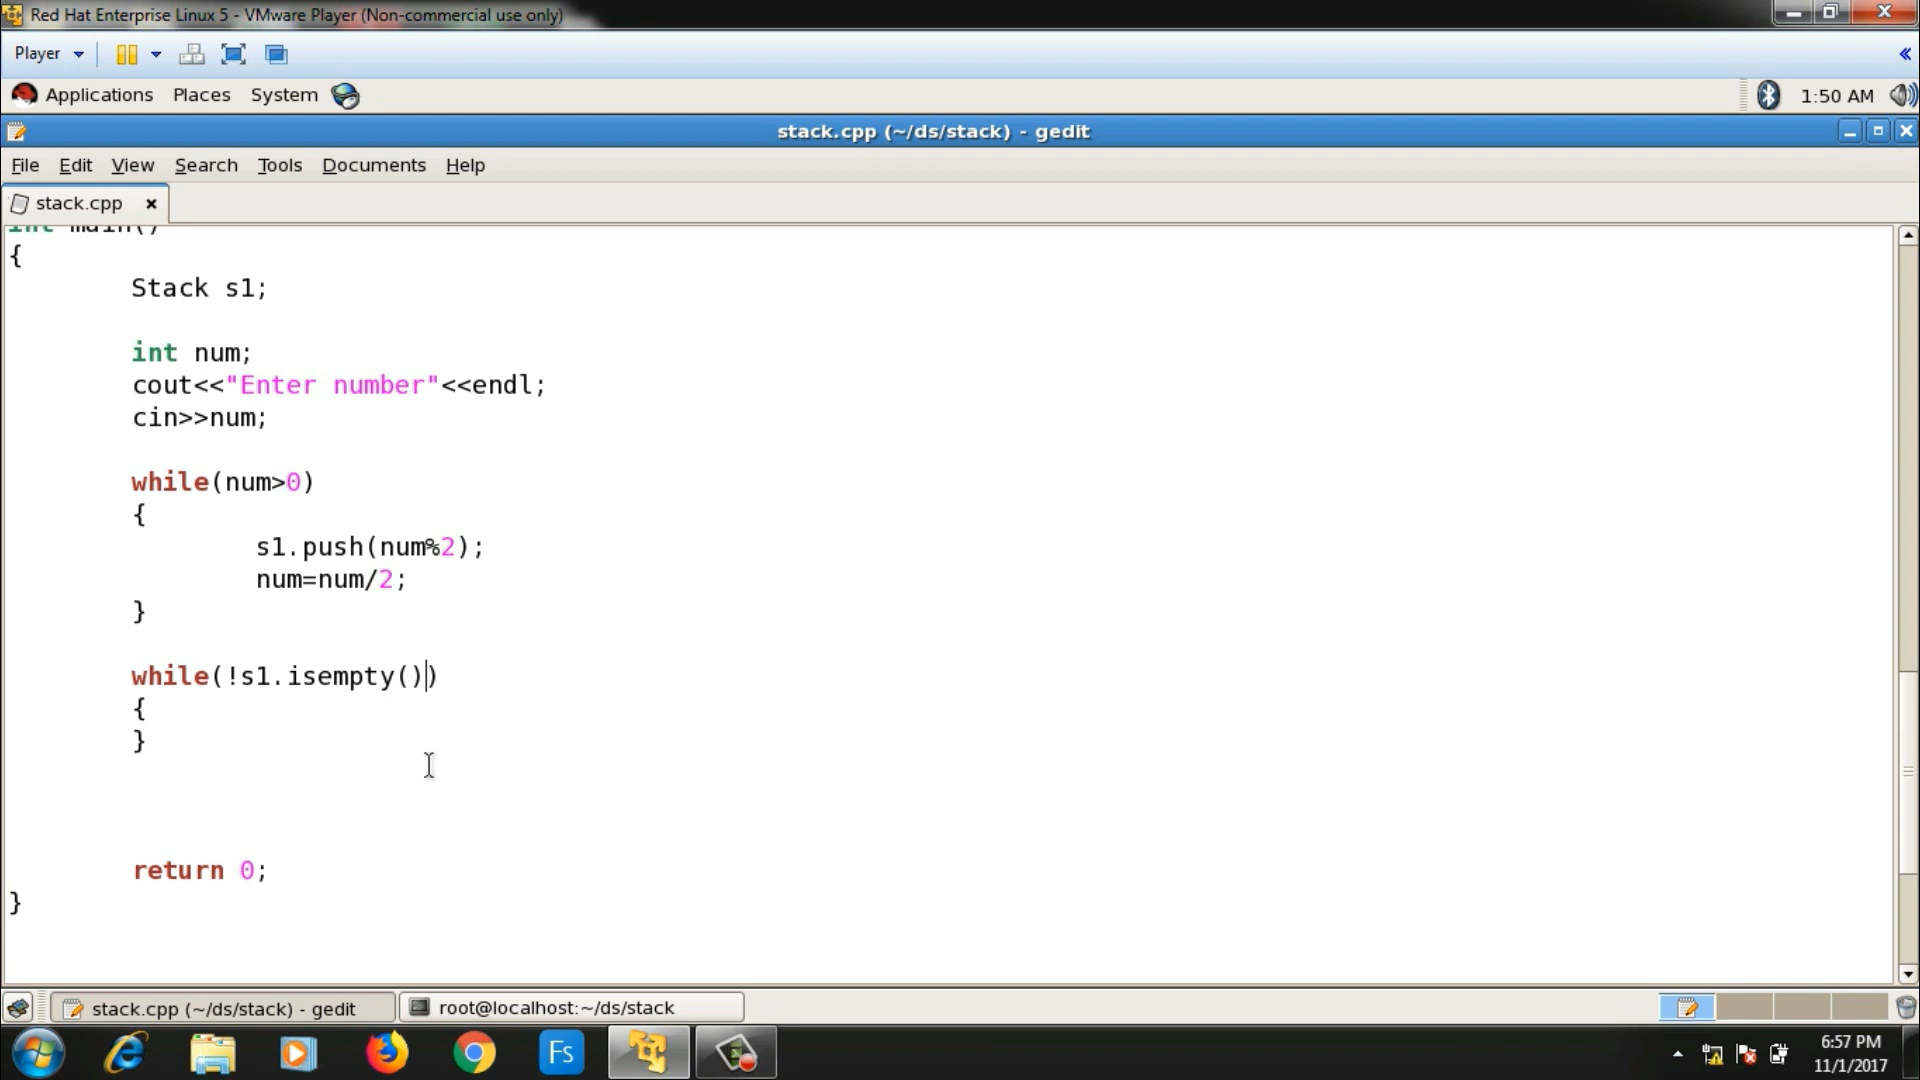 Red Hat Enterprise Linux 5 - VMware Player (Non-commercial use only)
Player
Applications Places System 1:50 AM
stack.cpp (~/ds/stack) - gedit
File Edit View Search Tools Documents Help
stack.cpp
int main()
{
Stack s1;
int num;
cout<<"Enter number"<<endl;
cin>>num;
while(num>0)
{
s1.push(num%2);
num=num/2;
}
while(!s1.isempty())
{
}
return 0;
}
stack.cpp (~/ds/stack) - gedit root@localhost:~/ds/stack
Fs
6:57 PM
11/1/2017